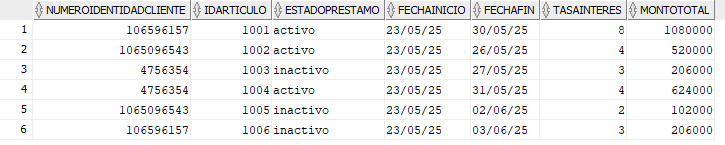 NUMEROIDENTIDADCLIENTE IDARTICULO ESTADOPRESTAMO FECHAINICIO FECHAFIN TASAINTERES MONTOTOTAL
1 106596157 1001 activo 23/05/25 30/05/25 8 1080000
2 1065096543 1002 activo 23/05/25 26/05/25 4 520000
3 4756354 1003 inactivo 23/05/25 27/05/25 3 206000
4 4756354 1004 activo 23/05/25 31/05/25 4 624000
5 1065096543 1005 inactivo 23/05/25 02/06/25 2 102000
6 106596157 1006 inactivo 23/05/25 03/06/25 3 206000